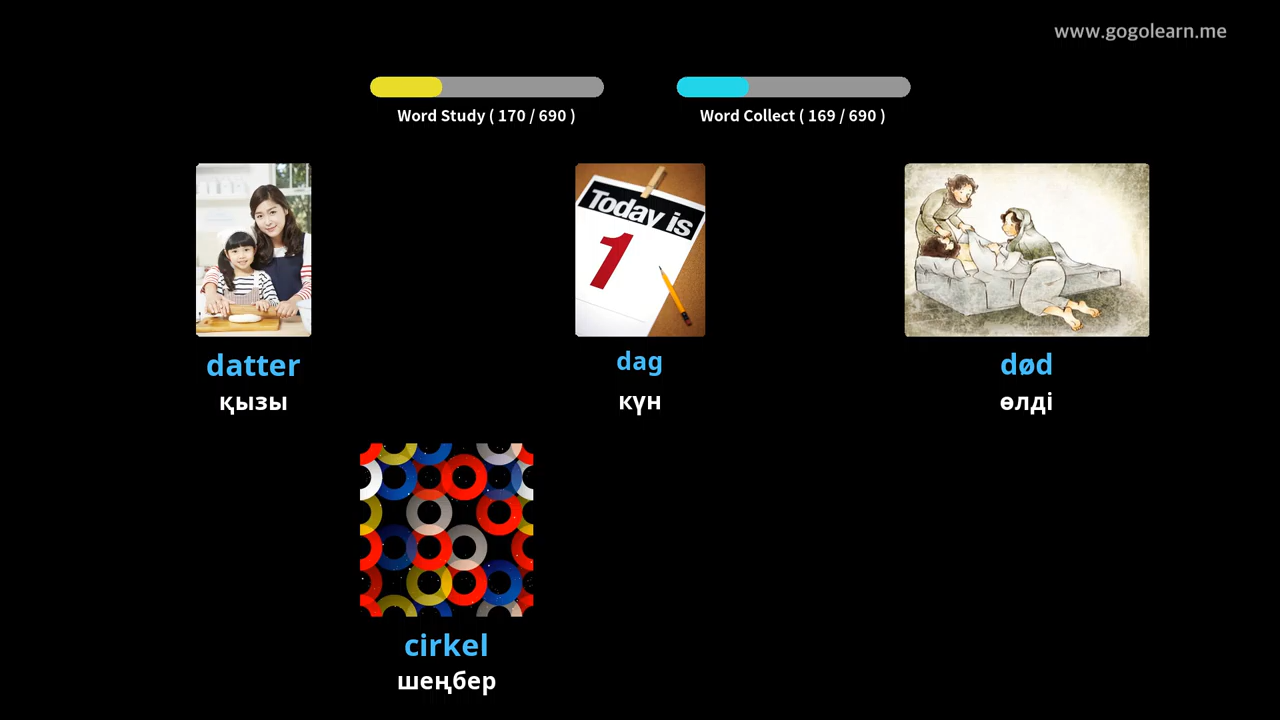 www.gogolearn.me
Word Study ( 170 / 690 )
Word Collect ( 169 / 690 )
Today is
1
datter
қызы
dag
күн
død
өлді
cirkel
шеңбер